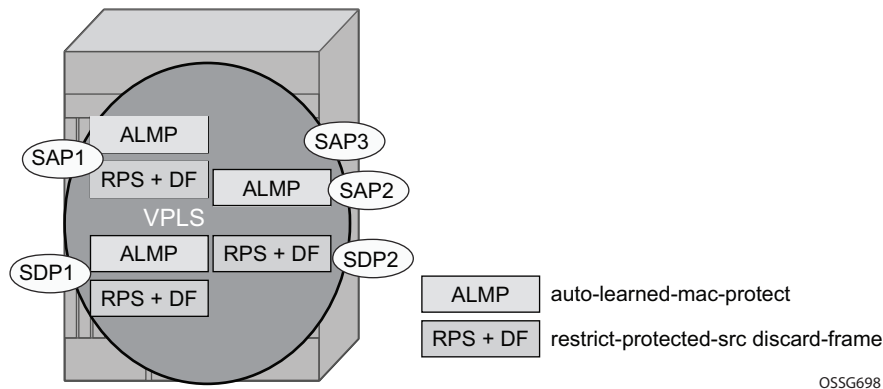 ALMP
SAP3
SAP1
RPS + DF
ALMP
SAP2
VPLS
ALMP
RPS + DF
SDP2
SDP1
RPS + DF
ALMP auto-learned-mac-protect
RPS + DF restrict-protected-src discard-frame
OSSG698